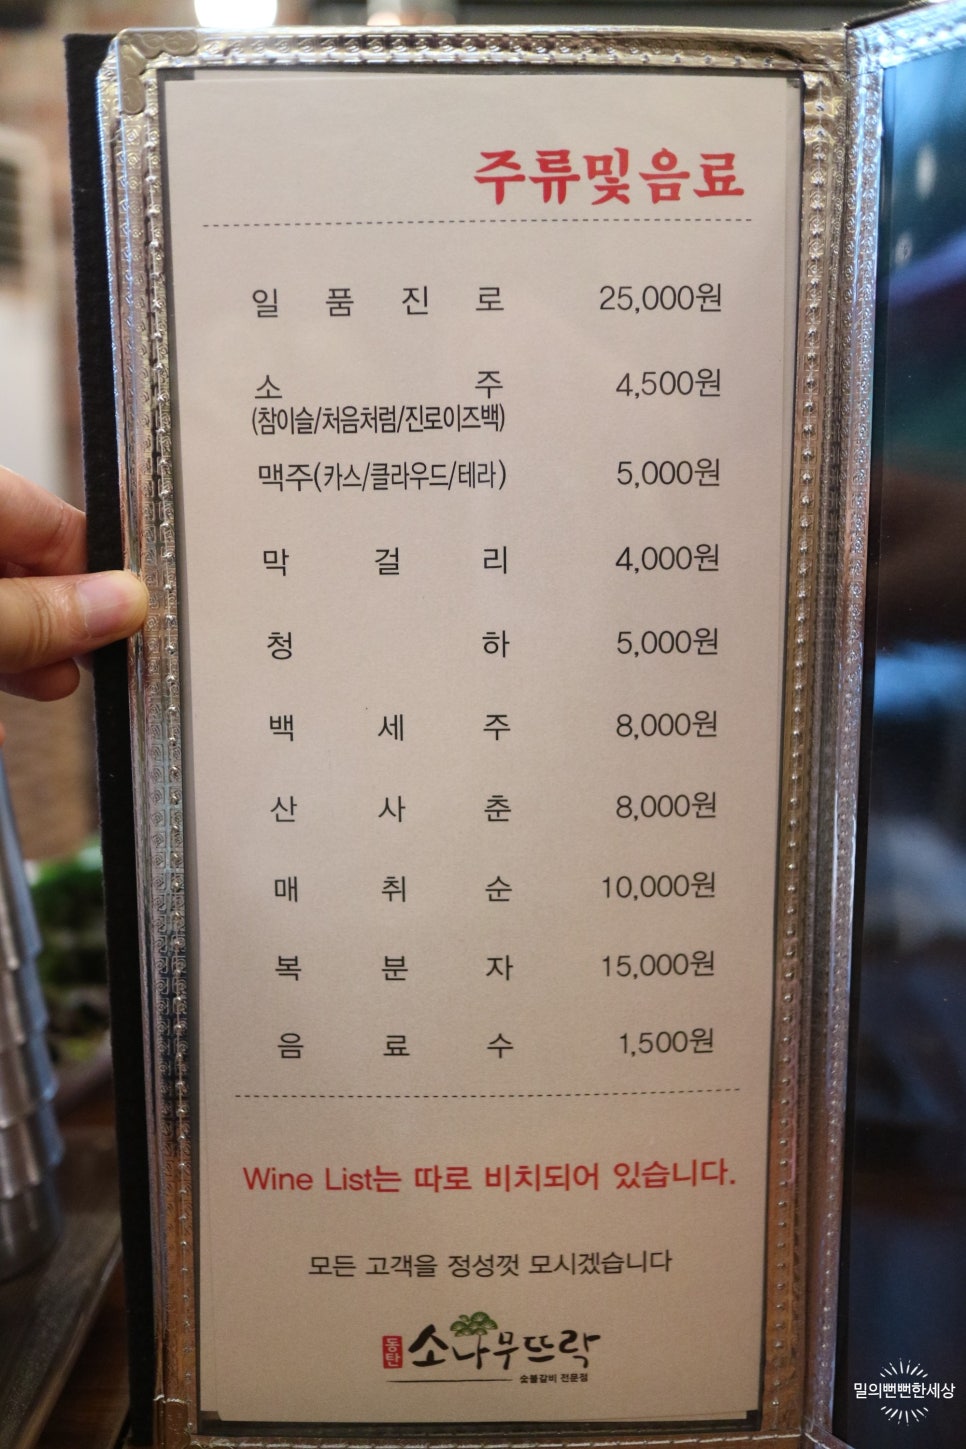 주류및음료
일 품 진 로 25,000원
소 주 4,500원
(참이슬/처음처럼/진로이즈백)
맥주(카스/클라우드/테라) 5,000원
막 걸 리 4,000원
청 하 5,000원
백 세 주 8,000원
산 사 춘 8,000원
매 취 순 10,000원
복 분 자 15,000원
음 료 수 1,500원
Wine List는 따로 비치되어 있습니다.
모든 고객을 정성껏 모시겠습니다
동탄 소나무뜨락
숯불갈비 전문점
밀의뻔뻔한세상